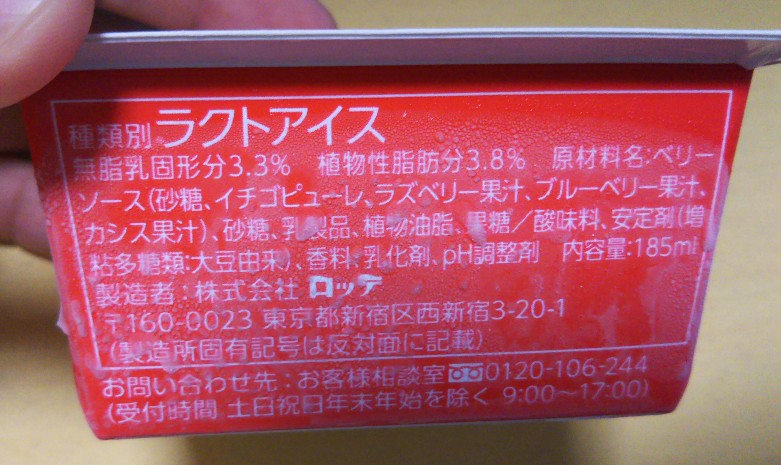 種類別 ラクトアイス
無脂乳固形分3.3% 植物性脂肪分3.8% 原材料名:ベリー
ソース(砂糖、イチゴピューレ、ラズベリー果汁、ブルーベリー果汁、
カシス果汁)、砂糖、乳製品、植物油脂、果糖/酸味料、安定剤(増
粘多糖類:大豆由来)、香料、乳化剤、pH調整剤 内容量:185ml
製造者:株式会社 ロッテ
〒160-0023 東京都新宿区西新宿3-20-1
(製造所固有記号は反対面に記載)
お問い合わせ先:お客様相談室 0120-106-244
(受付時間 土日祝日年末年始を除く 9:00〜17:00)